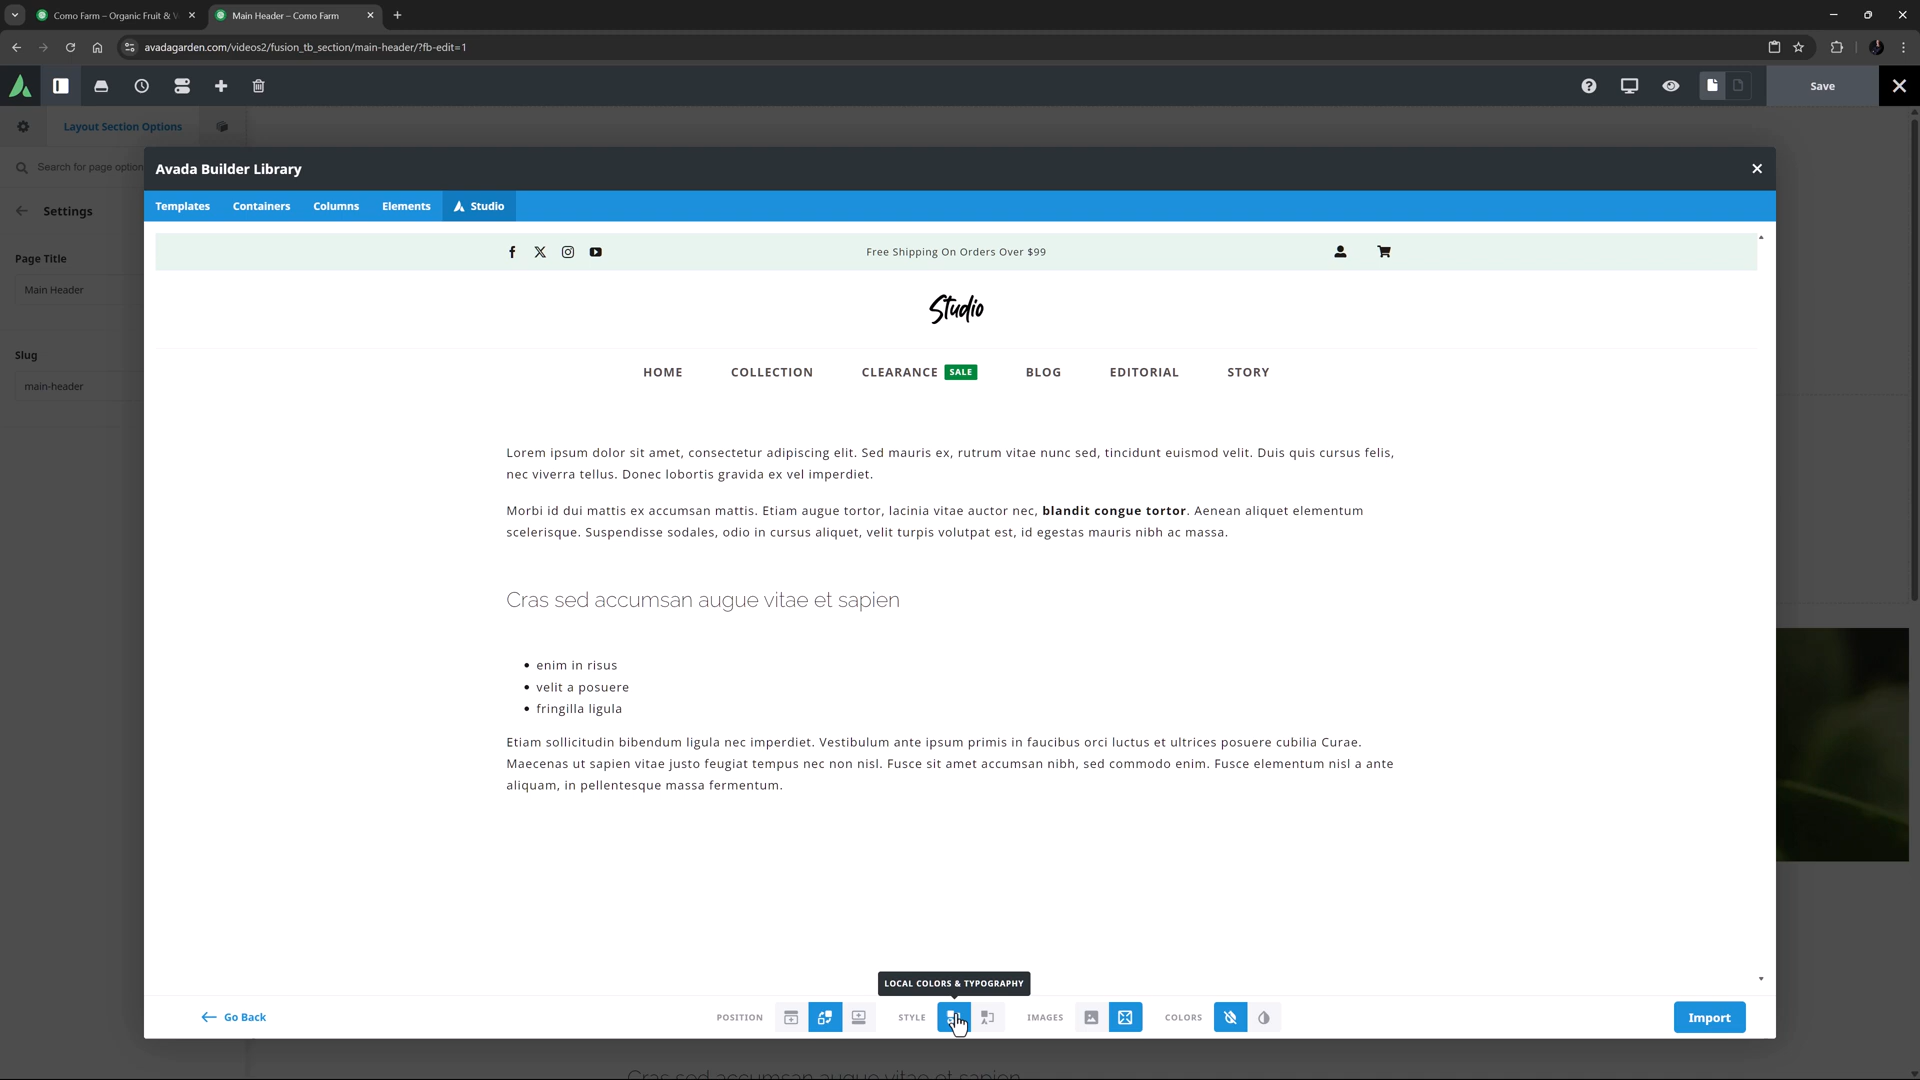 Como Farm – Organic Fruit & V
Main Header – Como Farm
avadagarden.com/videos2/fusion_tb_section/main-header/?fb-edit=1
Save
Layout Section Options
Search for page option
Settings
Page Title
Main Header
Slug
main-header
Avada Builder Library
Templates Containers Columns Elements Studio
Free Shipping On Orders Over $99
Studio
HOME COLLECTION CLEARANCE SALE BLOG EDITORIAL STORY
Lorem ipsum dolor sit amet, consectetur adipiscing elit. Sed mauris ex, rutrum vitae nunc sed, tincidunt euismod velit. Duis quis cursus felis,
nec viverra tellus. Donec lobortis gravida ex vel imperdiet.
Morbi id dui mattis ex accumsan mattis. Etiam augue tortor, lacinia vitae auctor nec, blandit congue tortor. Aenean aliquet elementum
scelerisque. Suspendisse sodales, odio in cursus aliquet, velit turpis volutpat est, id egestas mauris nibh ac massa.
Cras sed accumsan augue vitae et sapien
• enim in risus
• velit a posuere
• fringilla ligula
Etiam sollicitudin bibendum ligula nec imperdiet. Vestibulum ante ipsum primis in faucibus orci luctus et ultrices posuere cubilia Curae.
Maecenas ut sapien vitae justo feugiat tempus nec non nisl. Fusce sit amet accumsan nibh, sed commodo enim. Fusce elementum nisl a ante
aliquam, in pellentesque massa fermentum.
LOCAL COLORS & TYPOGRAPHY
Go Back POSITION STYLE IMAGES COLORS Import
Cras sed accumsan augue vitae et sapien